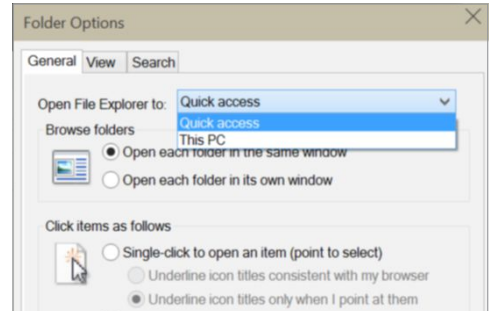 Folder Options
General View Search
Open File Explorer to: Quick access
Quick access
Browse folders
This PC
Open each folder in the same window
Open each folder in its own window
Click items as follows
Single-click to open an item (point to select)
Underline icon titles consistent with my browser
Underline icon titles only when I point at them